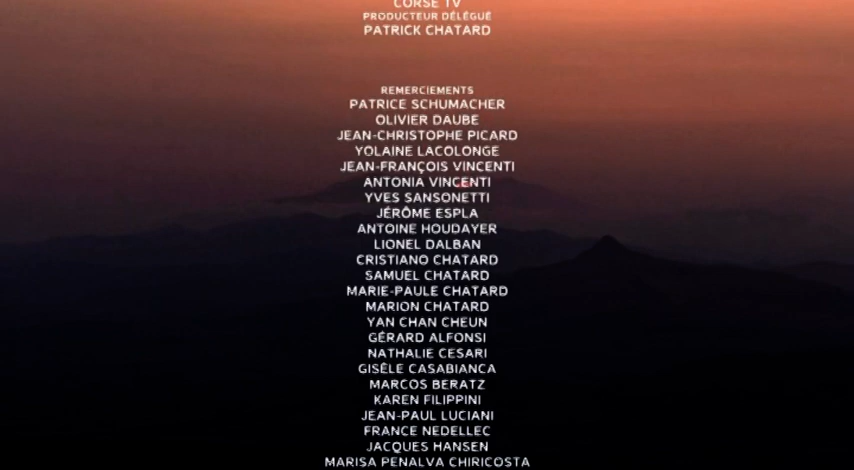 CORSE TV
PRODUCTEUR DÉLÉGUÉ
PATRICK CHATARD
REMERCIEMENTS
PATRICE SCHUMACHER
OLIVIER DAUBE
JEAN-CHRISTOPHE PICARD
YOLAINE LACOLONGE
JEAN-FRANÇOIS VINCENTI
ANTONIA VINCENTI
YVES SANSONETTI
JÉRÔME ESPLA
ANTOINE HOUDAYER
LIONEL DALBAN
CRISTIANO CHATARD
SAMUEL CHATARD
MARIE-PAULE CHATARD
MARION CHATARD
YAN CHAN CHEUN
GÉRARD ALFONSI
NATHALIE CESARI
GISÈLE CASABIANCA
MARCOS BERATZ
KAREN FILIPPINI
JEAN-PAUL LUCIANI
FRANCE NEDELLEC
JACQUES HANSEN
MARISA PENALVA CHIRICOSTA